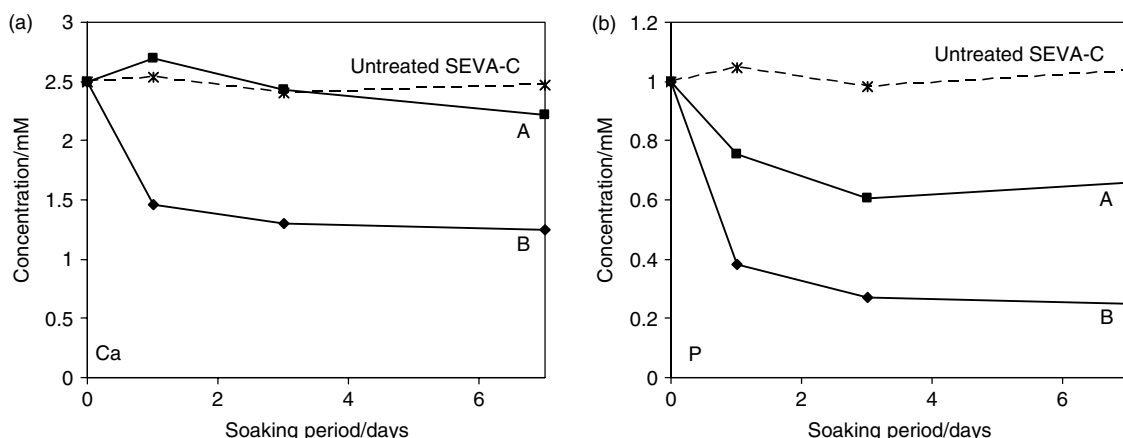 (a)
3
2.5
2
1.5
1
0.5
0
Concentration/mM
Untreated SEVA-C
A
B
Ca
0 2 4 6
Soaking period/days
(b)
1.2
1
0.8
0.6
0.4
0.2
0
Concentration/mM
Untreated SEVA-C
A
B
P
0 2 4 6
Soaking period/days